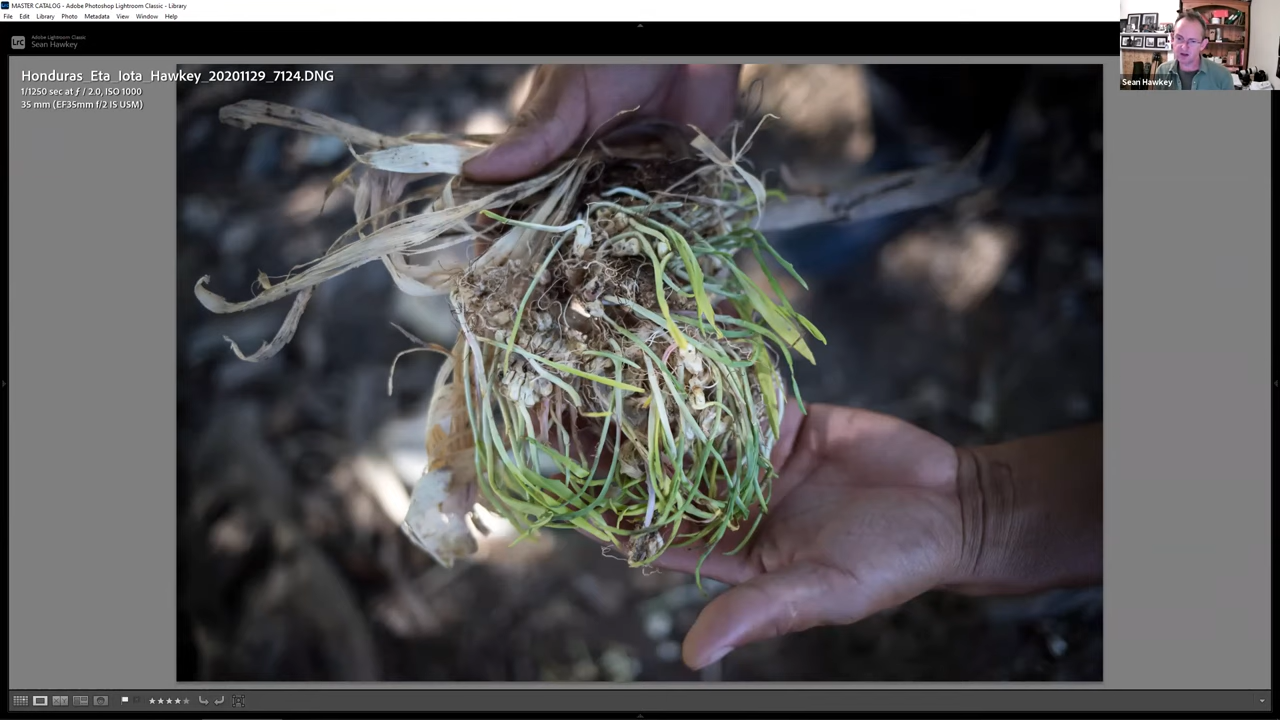 MASTER CATALOG - Adobe Photoshop Lightroom Classic - Library
File Edit Library Photo Metadata View Window Help
Lrc
Adobe Lightroom Classic
Sean Hawkey
Honduras_Eta_Iota_Hawkey_20201129_7124.DNG
1/1250 sec at ƒ / 2.0, ISO 1000
35 mm (EF35mm f/2 IS USM)
Sean Hawkey